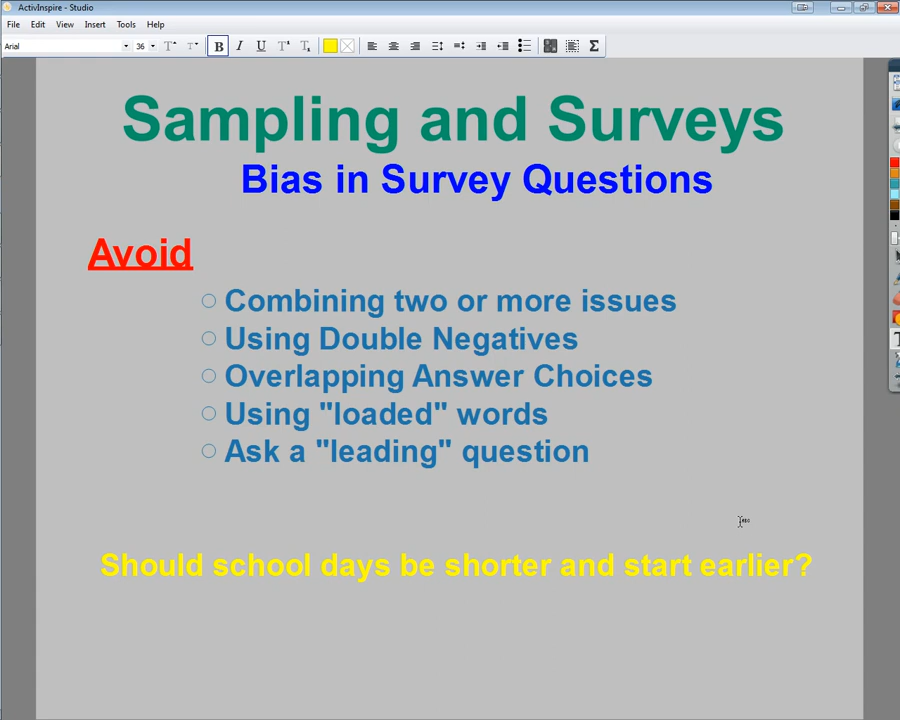 ActivInspire - Studio
File Edit View Insert Tools Help
Arial 36 B I U Σ
Sampling and Surveys
Bias in Survey Questions
Avoid
Combining two or more issues
Using Double Negatives
Overlapping Answer Choices
Using "loaded" words
Ask a "leading" question
Should school days be shorter and start earlier?